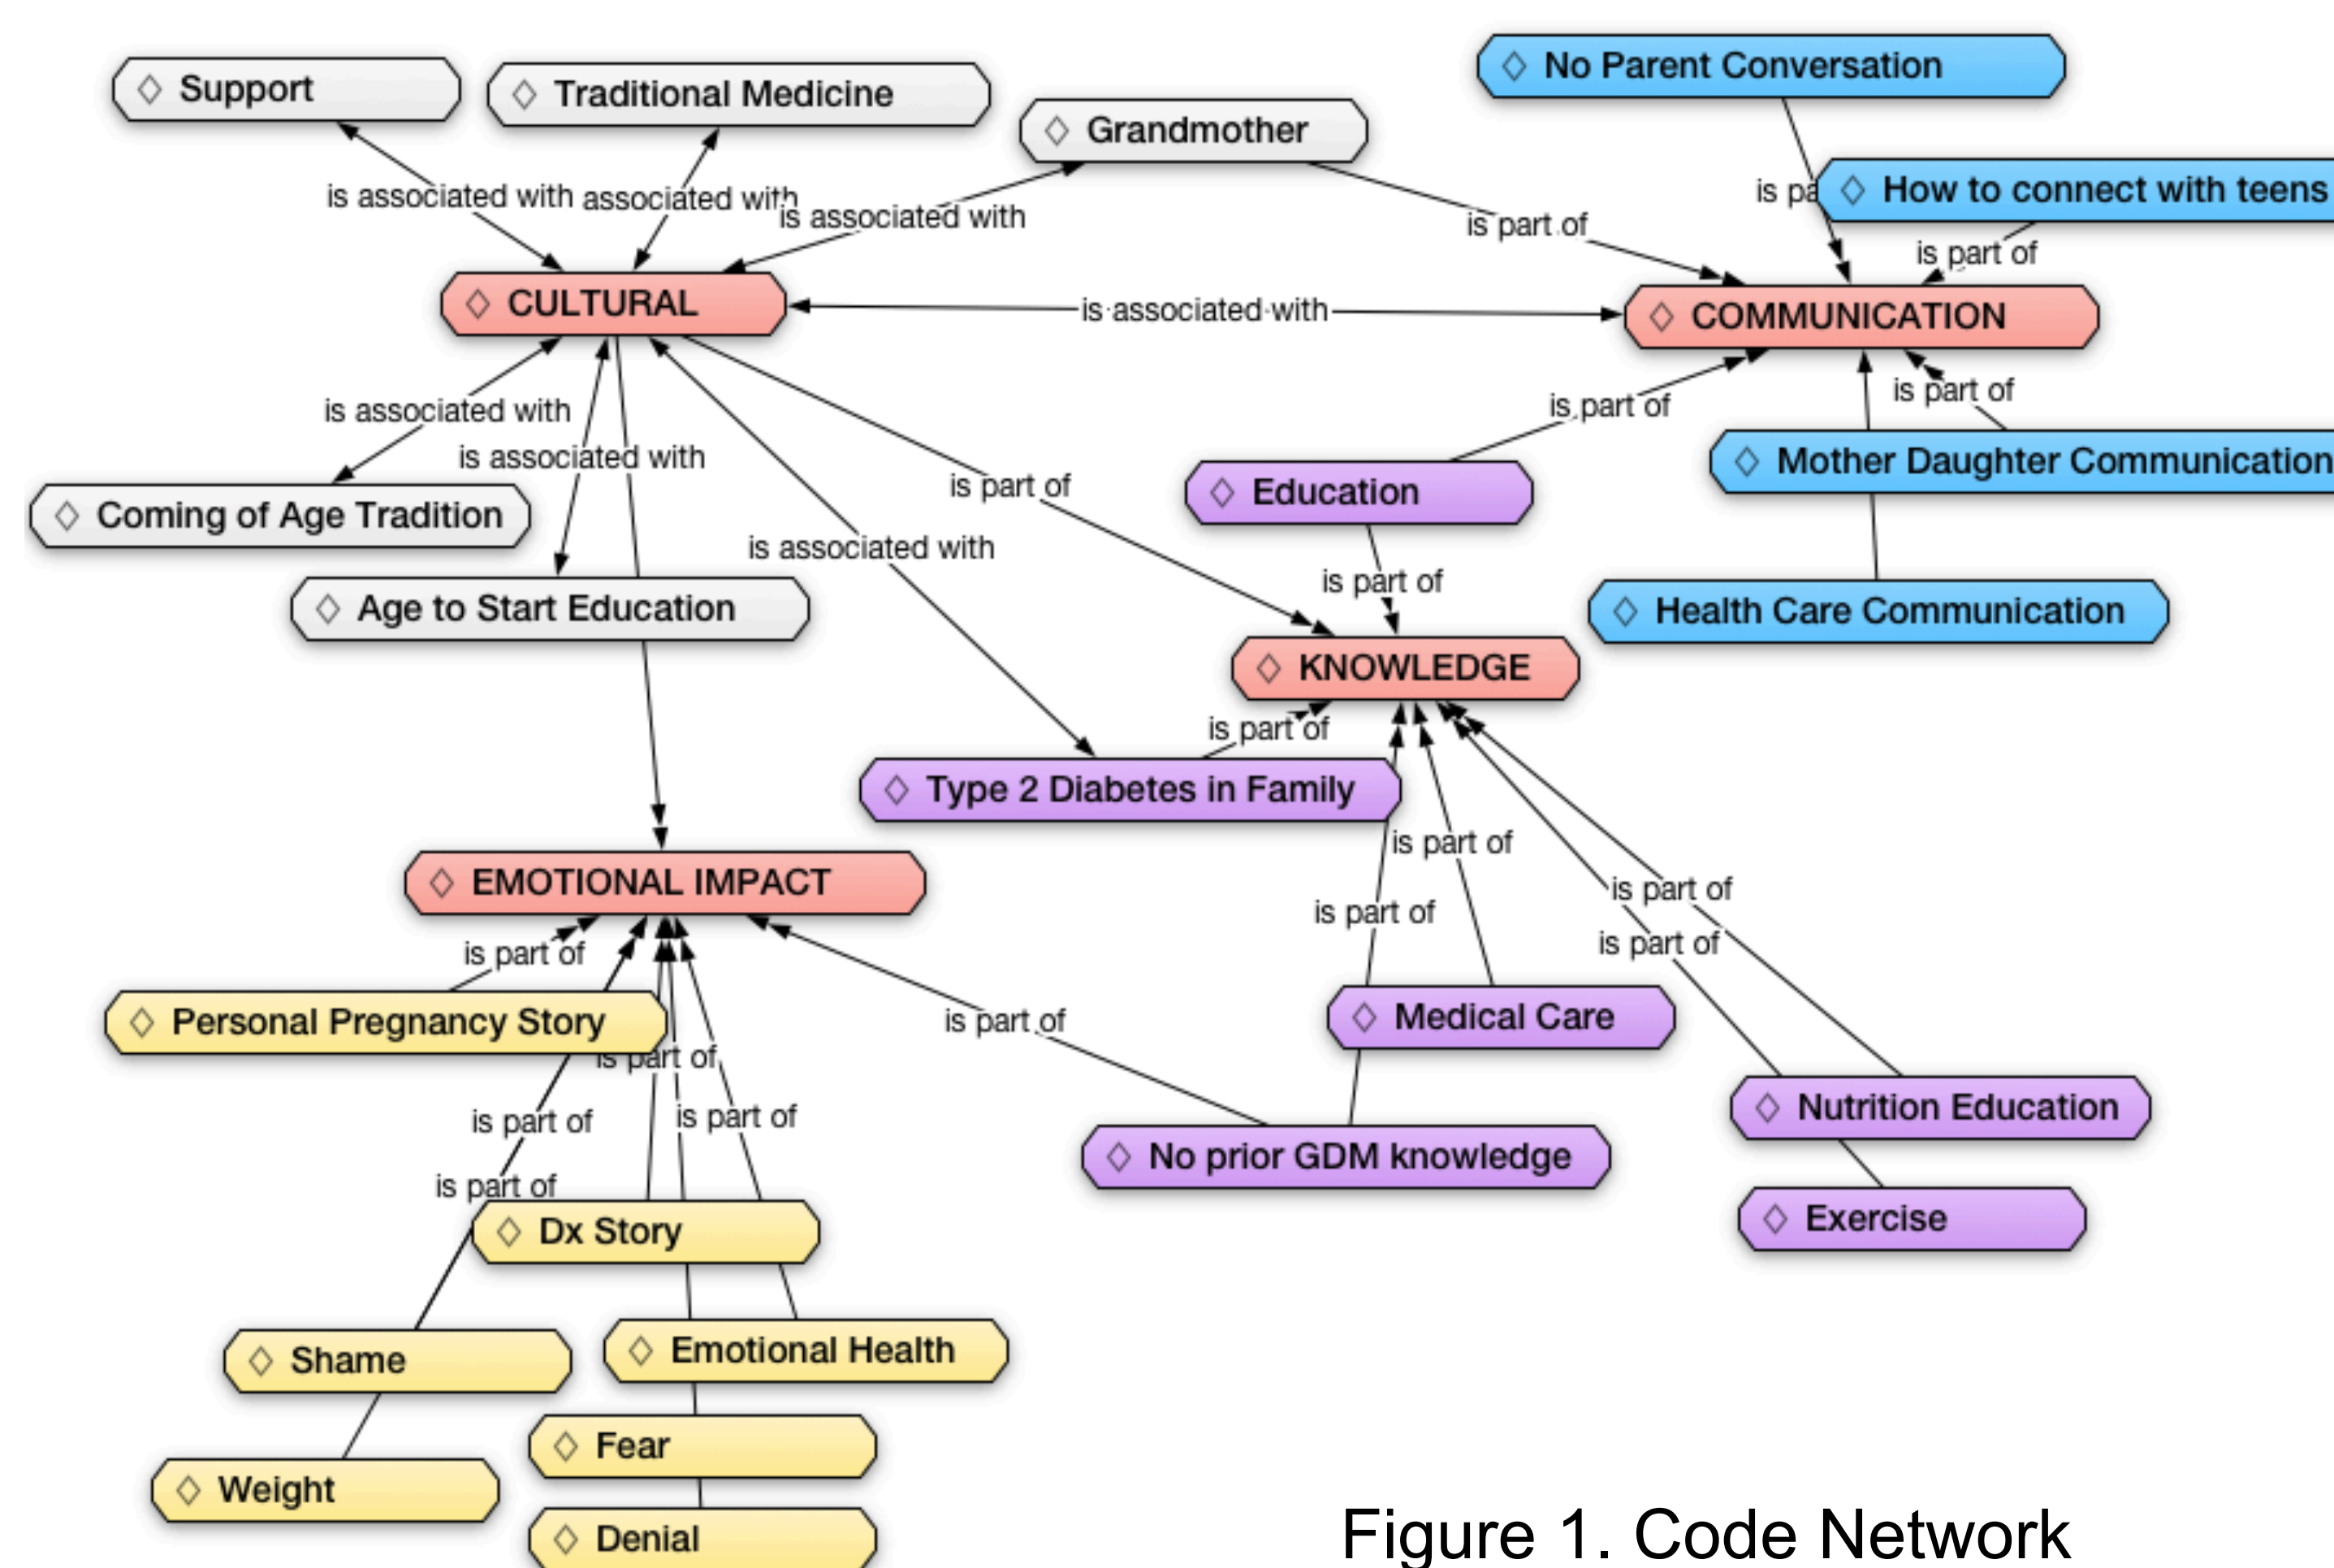 Support
Traditional Medicine
Grandmother
No Parent Conversation
How to connect with teens
is associated with
associated with
is associated with
is part of
is pa
is part of
CULTURAL
is associated with
COMMUNICATION
is associated with
is associated with
is part of
is part of
is part of
Coming of Age Tradition
Education
Mother Daughter Communication
is associated with
is part of
Age to Start Education
Health Care Communication
KNOWLEDGE
is part of
Type 2 Diabetes in Family
is part of
EMOTIONAL IMPACT
is part of
is part of
is part of
is part of
Personal Pregnancy Story
is part of
Medical Care
is part of
is part of
is part of
Nutrition Education
No prior GDM knowledge
is part of
Dx Story
Exercise
Shame
Emotional Health
Fear
Weight
Denial
Figure 1. Code Network